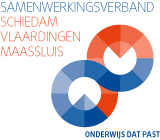 SAMENWERKINGSVERBAND
SCHIEDAM
VLAARDINGEN
MAASSLUIS
ONDERWIJS DAT PAST